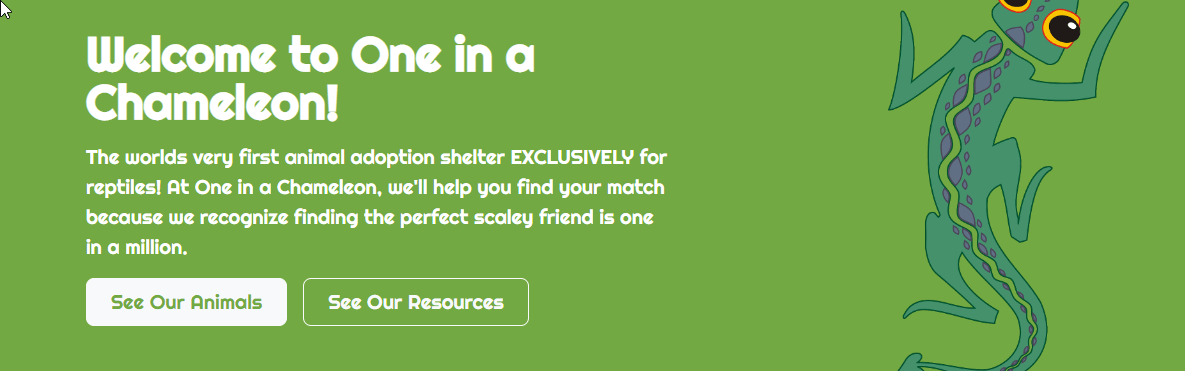 Welcome to One in a
Chameleon!
The worlds very first animal adoption shelter EXCLUSIVELY for
reptiles! At One in a Chameleon, we'll help you find your match
because we recognize finding the perfect scaley friend is one
in a million.
See Our Animals
See Our Resources